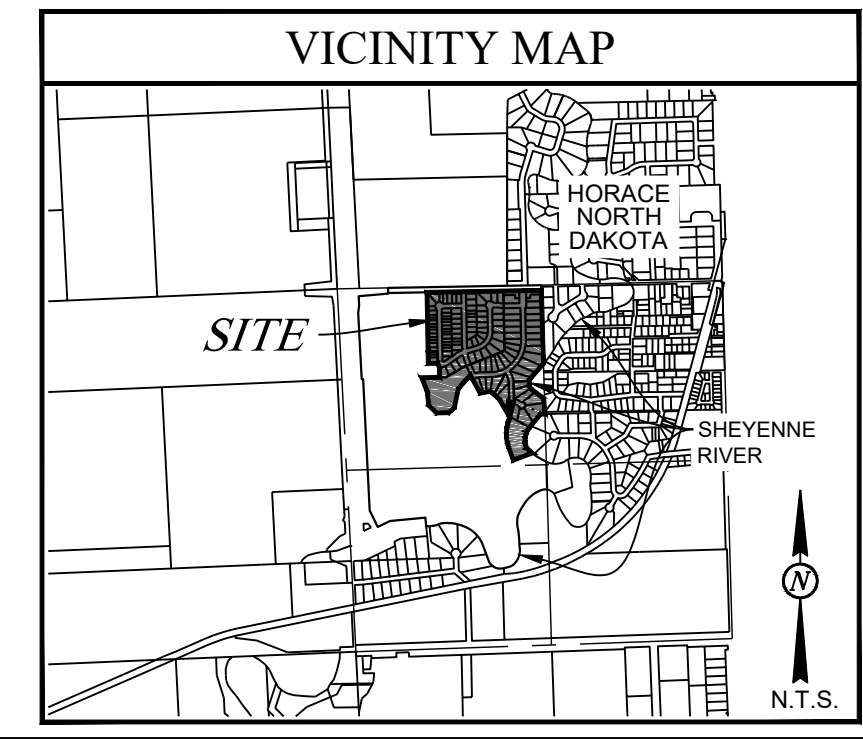 VICINITY MAP
HORACE
NORTH
DAKOTA
SITE
SHEYENNE
RIVER
N
N.T.S.